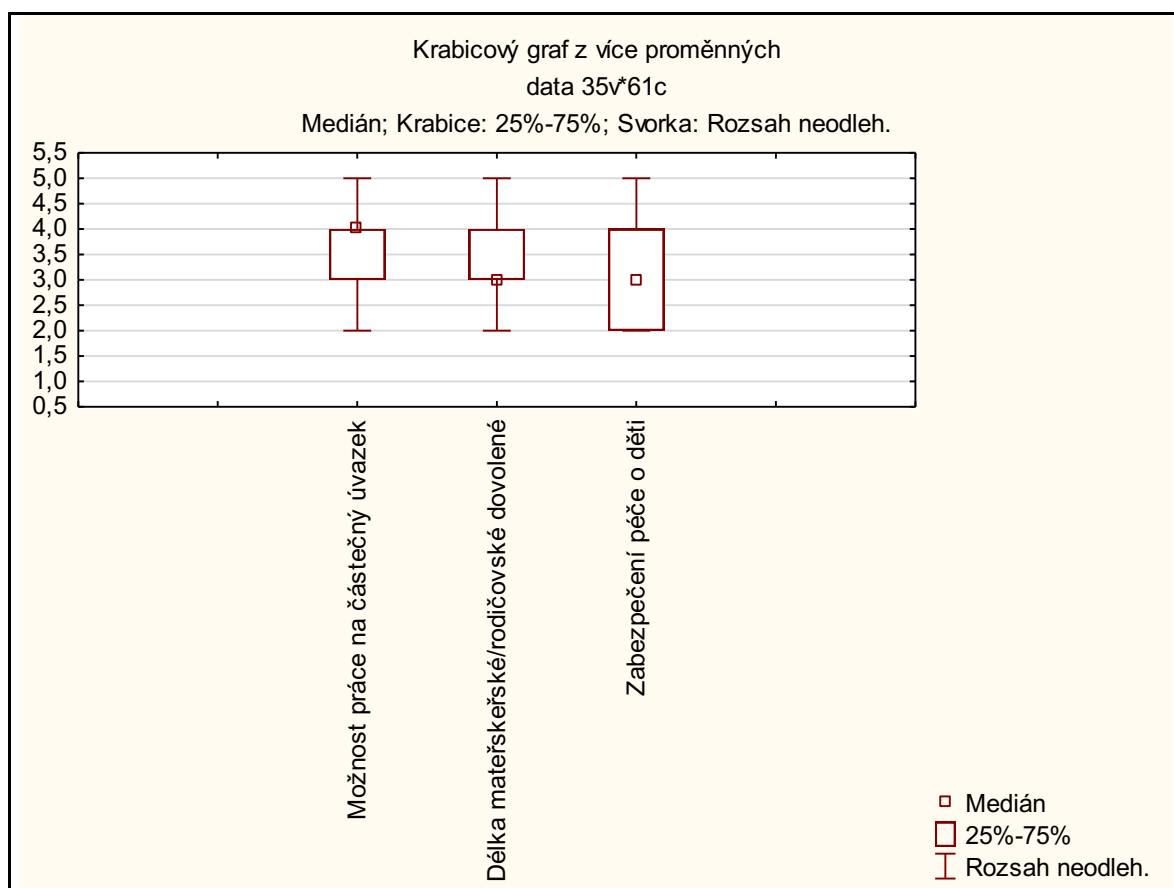 Krabicový graf z více proměnných
data 35v*61c
Medián; Krabice: 25%-75%; Svorka: Rozsah neodleh.
5,5
5,0
4,5
4,0
3,5
3,0
2,5
2,0
1,5
1,0
0,5
Možnost práce na částečný úvazek
Délka mateřskeřské/rodičovské dovolené
Zabezpečení péče o děti
Medián
25%-75%
Rozsah neodleh.